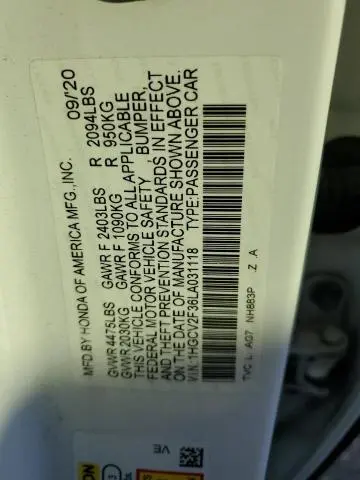 MFD.BY HONDA OF AMERICA MFG.,INC. 09/'20
GVWR 4475LBS GAWR F 2403LBS R 2094LBS
GVWR 2030KG GAWR F 1090KG R 950KG
THIS VEHICLE CONFORMS TO ALL APPLICABLE
FEDERAL MOTOR VEHICLE SAFETY, BUMPER,
AND THEFT PREVENTION STANDARDS IN EFFECT
ON THE DATE OF MANUFACTURE SHOWN ABOVE.
V.I.N.:1HGCV2F36LA031118 TYPE:PASSENGER CAR
TVC L. AG7 NH883P .Z .A
VE
ON